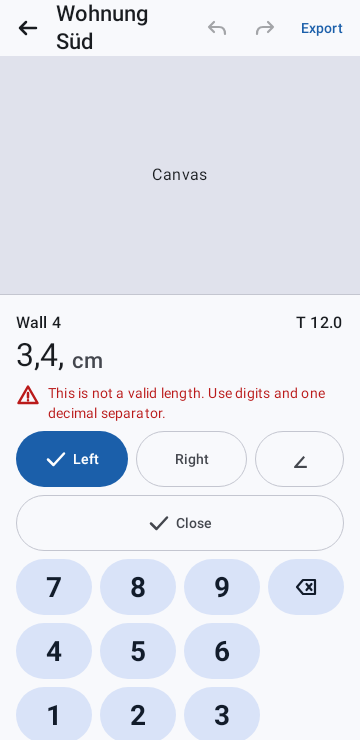 Wohnung
Süd
Export
Canvas
Wall 4
T 12.0
3,4, cm
This is not a valid length. Use digits and one
decimal separator.
Left
Right
Close
7 8 9
4 5 6
1 2 3